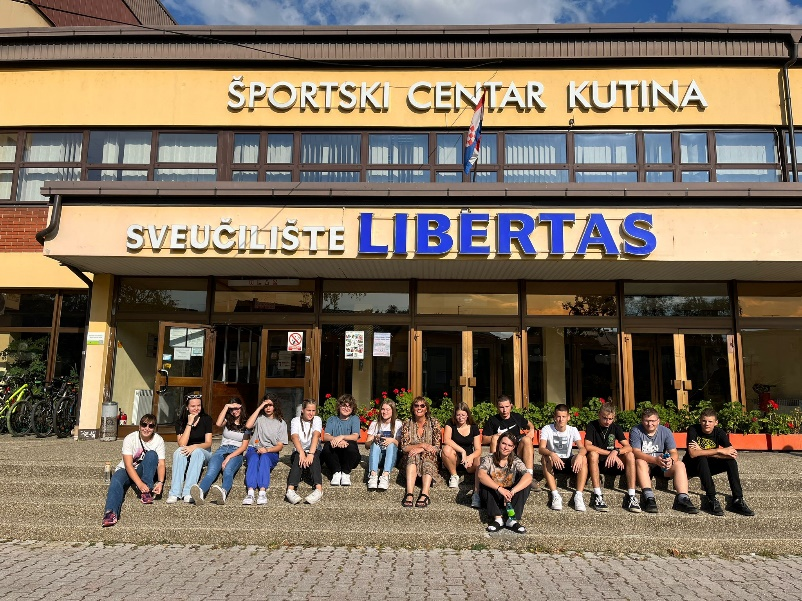 ŠPORTSKI CENTAR KUTINA
SVEUČILIŠTE LIBERTAS